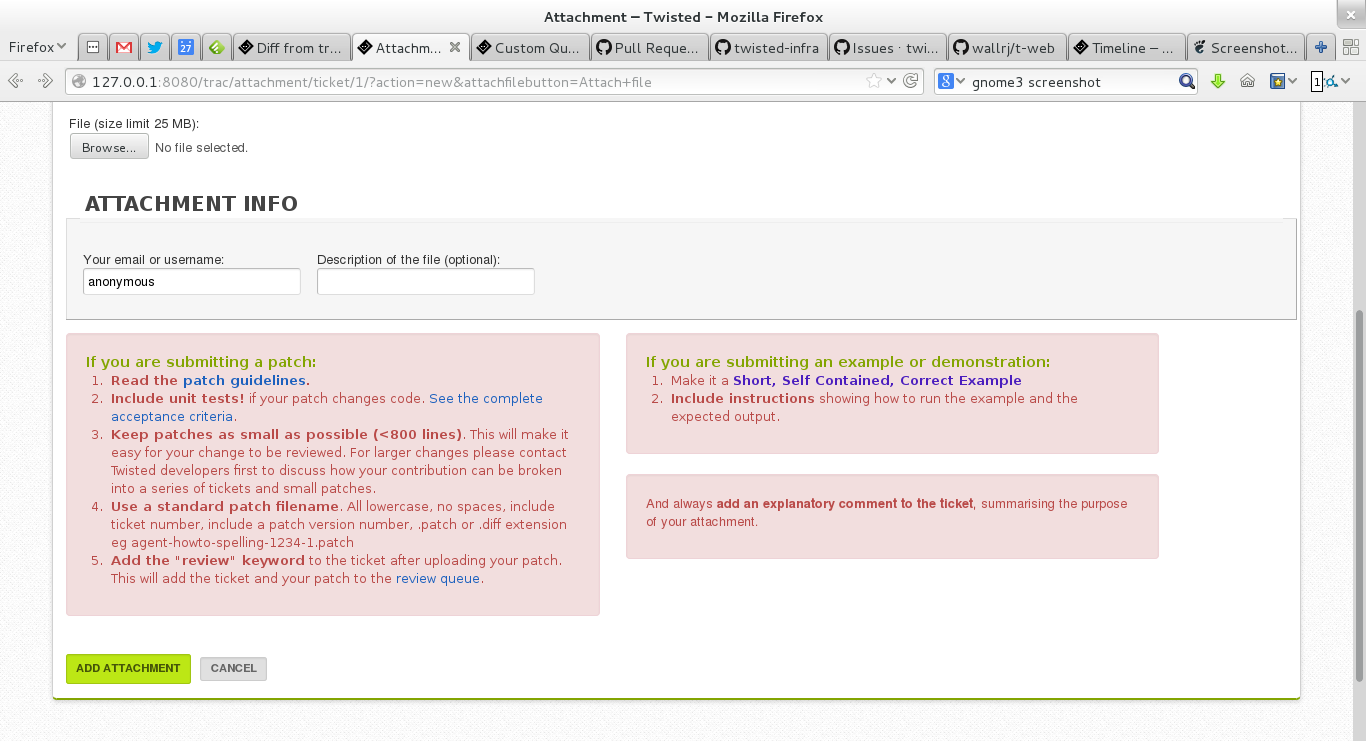 Attachment — Twisted - Mozilla Firefox
Firefox
27
Diff from tr...
Attachm...
Custom Qu...
Pull Reque...
twisted-infra
Issues · twi...
wallrj/t-web
Timeline – ...
Screenshot...
127.0.0.1:8080/trac/attachment/ticket/1/?action=new&attachfilebutton=Attach+file
8
gnome3 screenshot
1
File (size limit 25 MB):
Browse... No file selected.
ATTACHMENT INFO
Your email or username: Description of the file (optional):
anonymous
If you are submitting a patch:
1. Read the patch guidelines.
2. Include unit tests! if your patch changes code. See the complete
acceptance criteria.
3. Keep patches as small as possible (<800 lines). This will make it
easy for your change to be reviewed. For larger changes please contact
Twisted developers first to discuss how your contribution can be broken
into a series of tickets and small patches.
4. Use a standard patch filename. All lowercase, no spaces, include
ticket number, include a patch version number, .patch or .diff extension
eg agent-howto-spelling-1234-1.patch
5. Add the "review" keyword to the ticket after uploading your patch.
This will add the ticket and your patch to the review queue.
If you are submitting an example or demonstration:
1. Make it a Short, Self Contained, Correct Example
2. Include instructions showing how to run the example and the
expected output.
And always add an explanatory comment to the ticket, summarising the purpose
of your attachment.
ADD ATTACHMENT
CANCEL